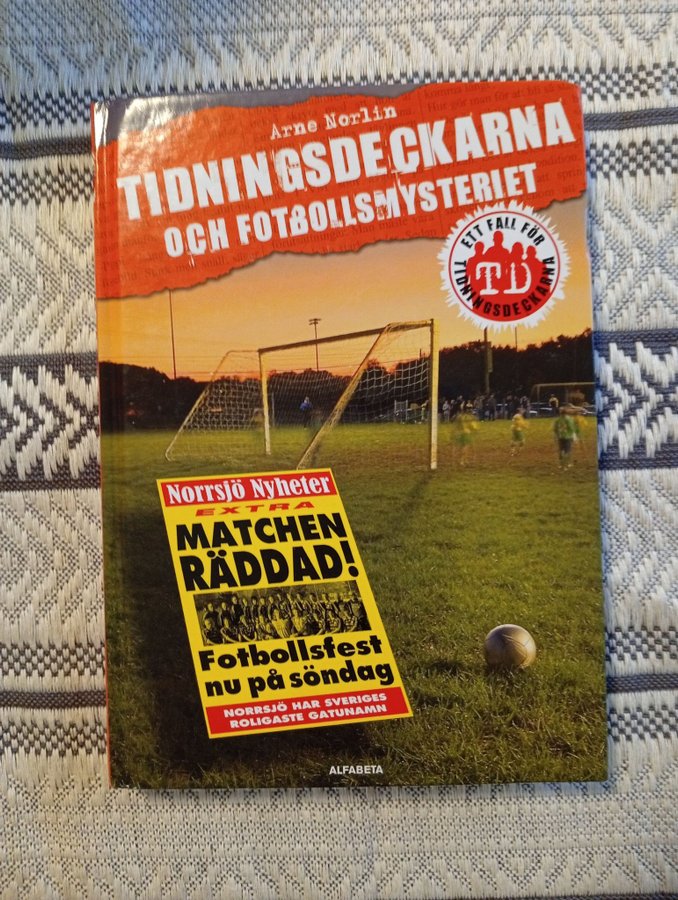 Arne Norlin
TIDNINGSDECKARNA
OCH FOTBOLLSMYSTERIET
ETT FALL FÖR
TD
TIDNINGSDECKARNA
Norrsjö Nyheter
EXTRA
MATCHEN
RÄDDAD!
Fotbollsfest
nu på söndag
NORRSJÖ HAR SVERIGES
ROLIGASTE GATUNAMN
ALFABETA